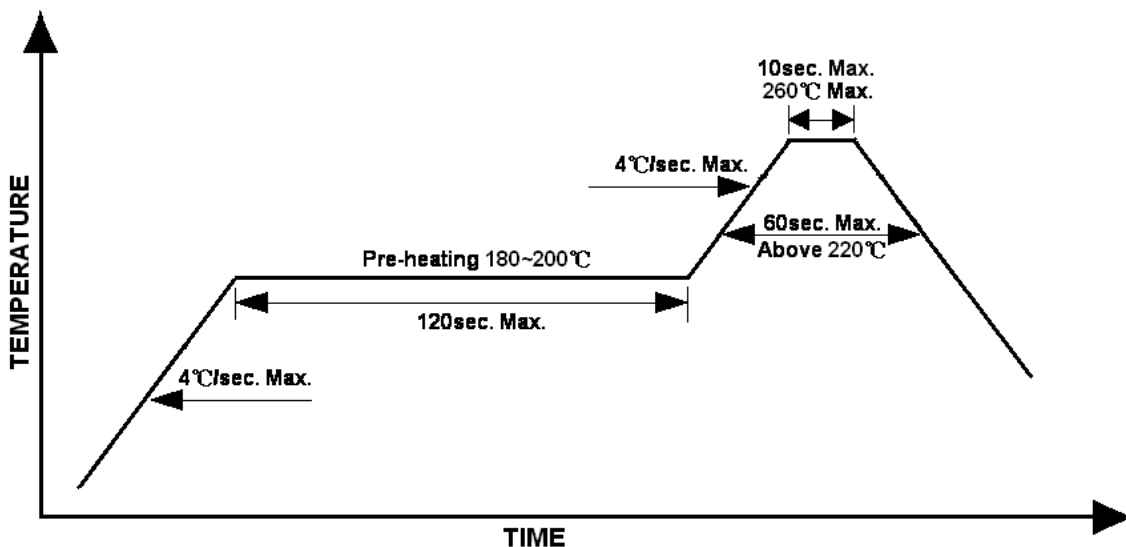 10sec. Max.
260℃ Max.
4℃/sec. Max.
60sec. Max.
Above 220℃
Pre-heating 180~200℃
120sec. Max.
4℃/sec. Max.
TEMPERATURE
TIME